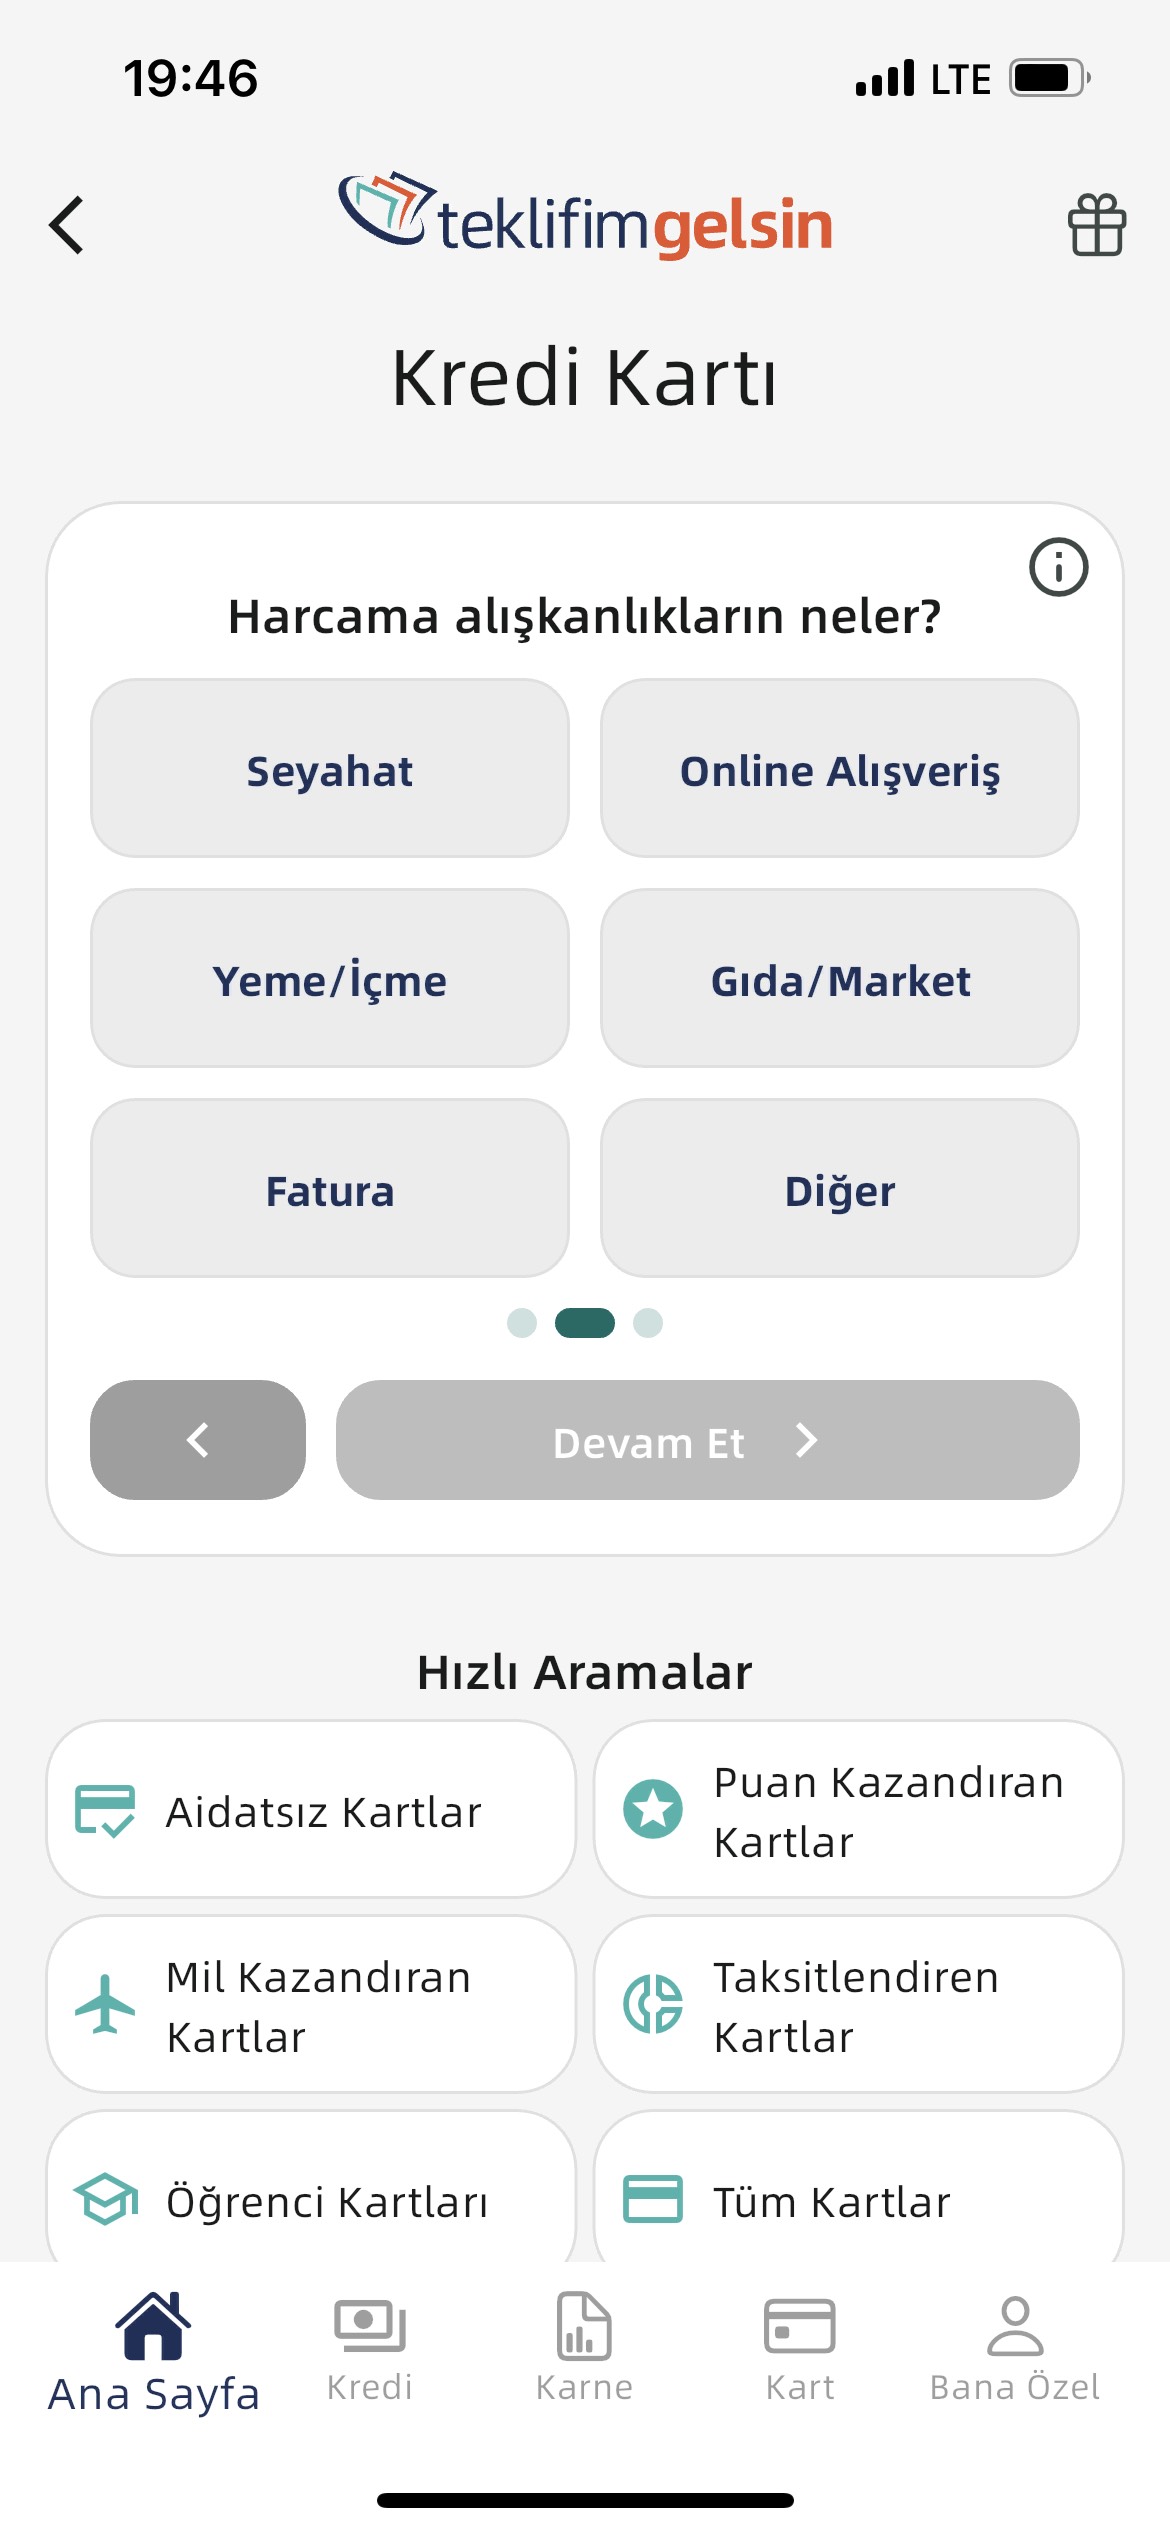 19:46
LTE
teklifimgelsin
Kredi Kartı
Harcama alışkanlıkların neler?
Seyahat
Online Alışveriş
Yeme/İçme
Gıda/Market
Fatura
Diğer
Devam Et
Hızlı Aramalar
Aidatsız Kartlar
Puan Kazandıran
Kartlar
Mil Kazandıran
Kartlar
Taksitlendiren
Kartlar
Öğrenci Kartları
Tüm Kartlar
Ana Sayfa
Kredi
Karne
Kart
Bana Özel